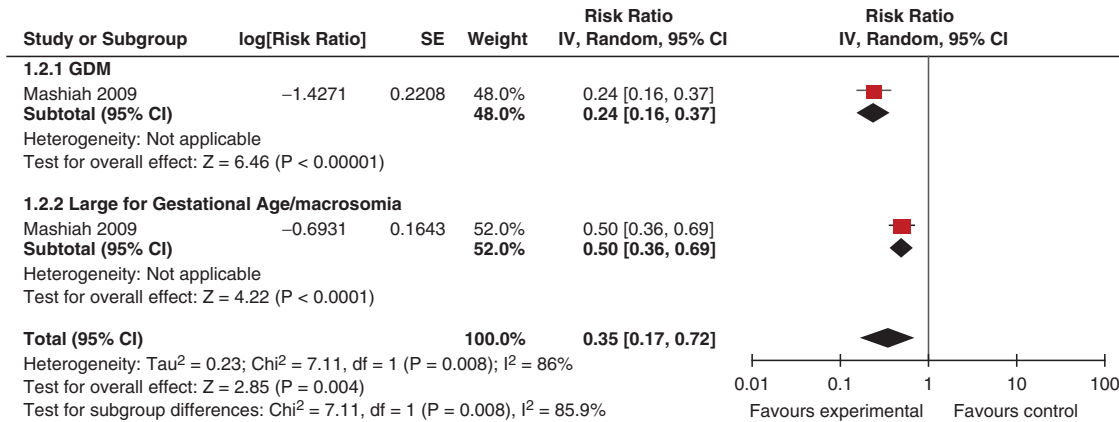 Risk Ratio Risk Ratio
Study or Subgroup log[Risk Ratio] SE Weight IV, Random, 95% CI IV, Random, 95% CI
1.2.1 GDM
Mashiah 2009 −1.4271 0.2208 48.0% 0.24 [0.16, 0.37]
Subtotal (95% CI) 48.0% 0.24 [0.16, 0.37]
Heterogeneity: Not applicable
Test for overall effect: Z = 6.46 (P < 0.00001)
1.2.2 Large for Gestational Age/macrosomia
Mashiah 2009 −0.6931 0.1643 52.0% 0.50 [0.36, 0.69]
Subtotal (95% CI) 52.0% 0.50 [0.36, 0.69]
Heterogeneity: Not applicable
Test for overall effect: Z = 4.22 (P < 0.0001)
Total (95% CI) 100.0% 0.35 [0.17, 0.72]
Heterogeneity: Tau² = 0.23; Chi² = 7.11, df = 1 (P = 0.008); I² = 86%
Test for overall effect: Z = 2.85 (P = 0.004)
Test for subgroup differences: Chi² = 7.11, df = 1 (P = 0.008), I² = 85.9%
0.01 0.1 1 10 100
Favours experimental Favours control